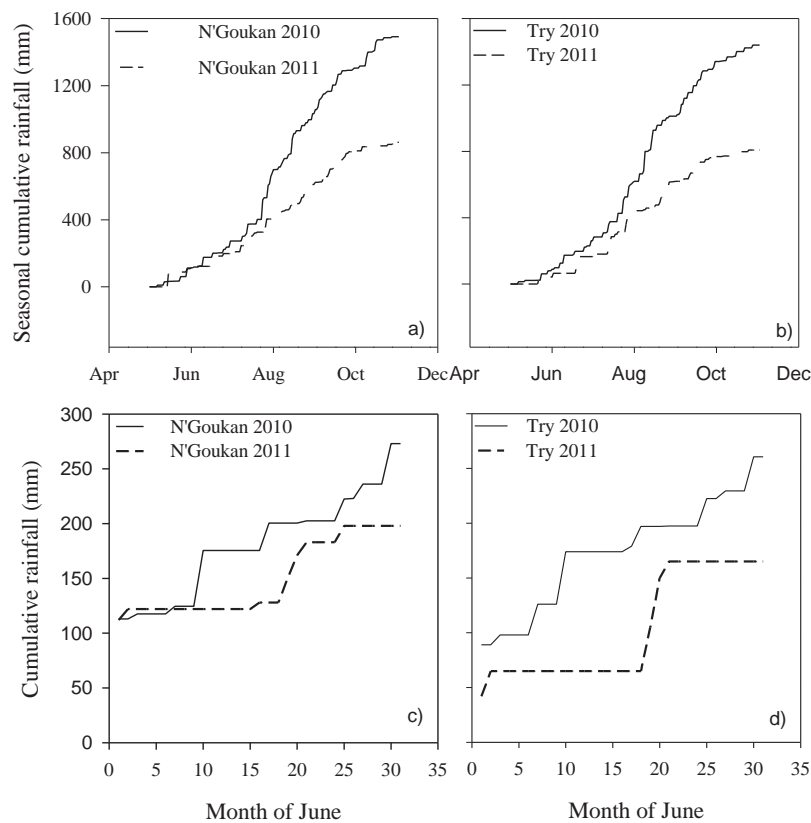 1600
1200
800
400
0
Seasonal cumulative rainfall (mm)
N'Goukan 2010
N'Goukan 2011
a)
Apr
Jun
Aug
Oct
Dec
Try 2010
Try 2011
b)
Apr
Jun
Aug
Oct
Dec
300
250
200
150
100
50
0
Cumulative rainfall (mm)
N'Goukan 2010
N'Goukan 2011
c)
0
5
10
15
20
25
30
35
Month of June
Try 2010
Try 2011
d)
0
5
10
15
20
25
30
35
Month of June